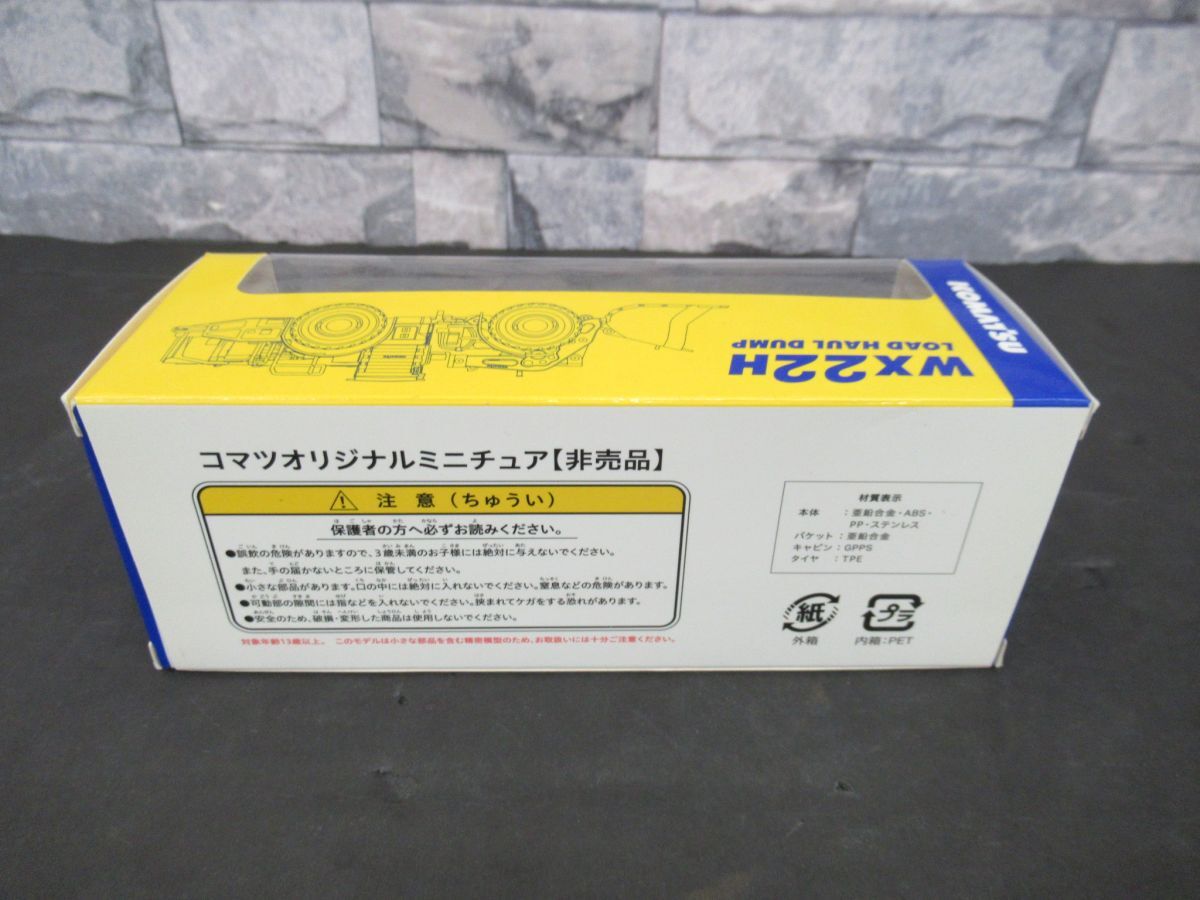 KOMATSU
WX22H
LOAD HAUL DUMP
コマツオリジナルミニチュア【非売品】
注 意（ちゅうい）
保護者の方へ必ずお読みください。
●誤飲の危険がありますので、3歳未満のお子様には絶対に与えないでください。
また、手の届かないところに保管してください。
●小さな部品があります。口の中には絶対に入れないでください。窒息などの危険があります。
●可動部の隙間には指などを入れないでください。挟まれてケガをする恐れがあります。
●安全のため、破損・変形した商品は使用しないでください。
対象年齢13歳以上。 このモデルは小さな部品を含む精密模型のため、お取扱いには十分ご注意ください。
材質表示
本体 ：亜鉛合金・ABS・
PP・ステンレス
バケット：亜鉛合金
キャビン：GPPS
タイヤ ：TPE
紙
外箱
プラ
内箱：PET